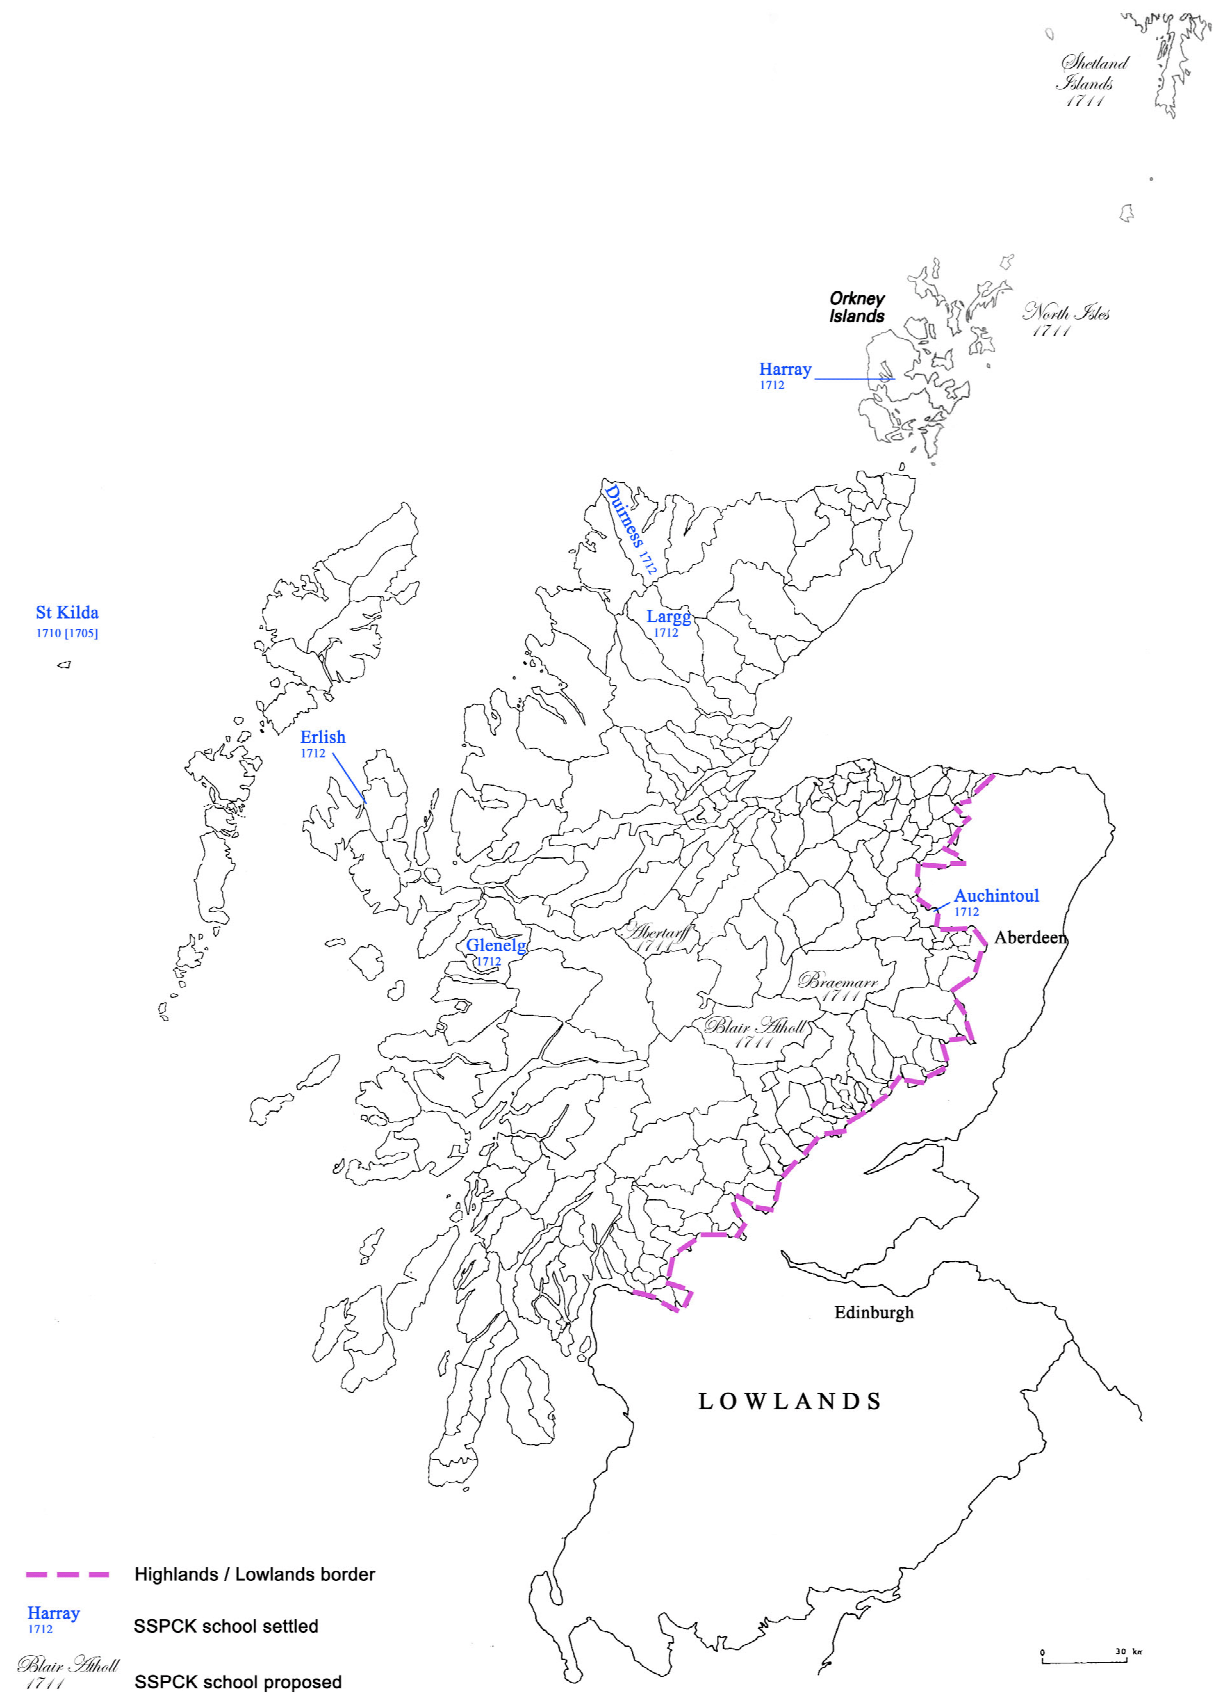 Shetland
Islands
1711
Orkney
Islands
North Isles
1711
Harray
1712
Duirness 1712
Largg
1712
St Kilda
1710 [1705]
Erlish
1712
Auchintoul
1712
Aberdeen
Abertarff
1711
Glenelg
1712
Braemarr
1711
Blair Atholl
1711
Edinburgh
LOWLANDS
Highlands / Lowlands border
Harray
1712
SSPCK school settled
Blair Atholl
1711
SSPCK school proposed
0 30 km